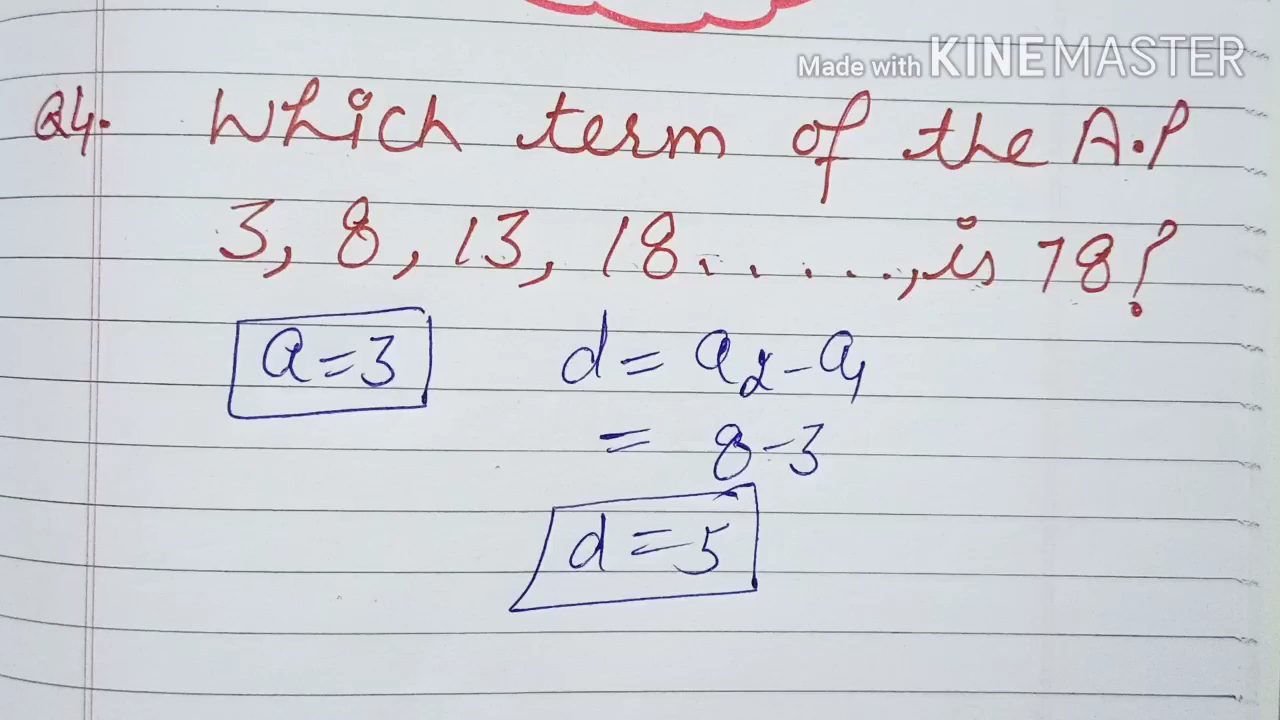 Made with KINEMASTER
Q4. Which term of the A.P
3, 8, 13, 18. . . . . ., is 78?
a = 3 d = a2 - a1
= 8 - 3
d = 5